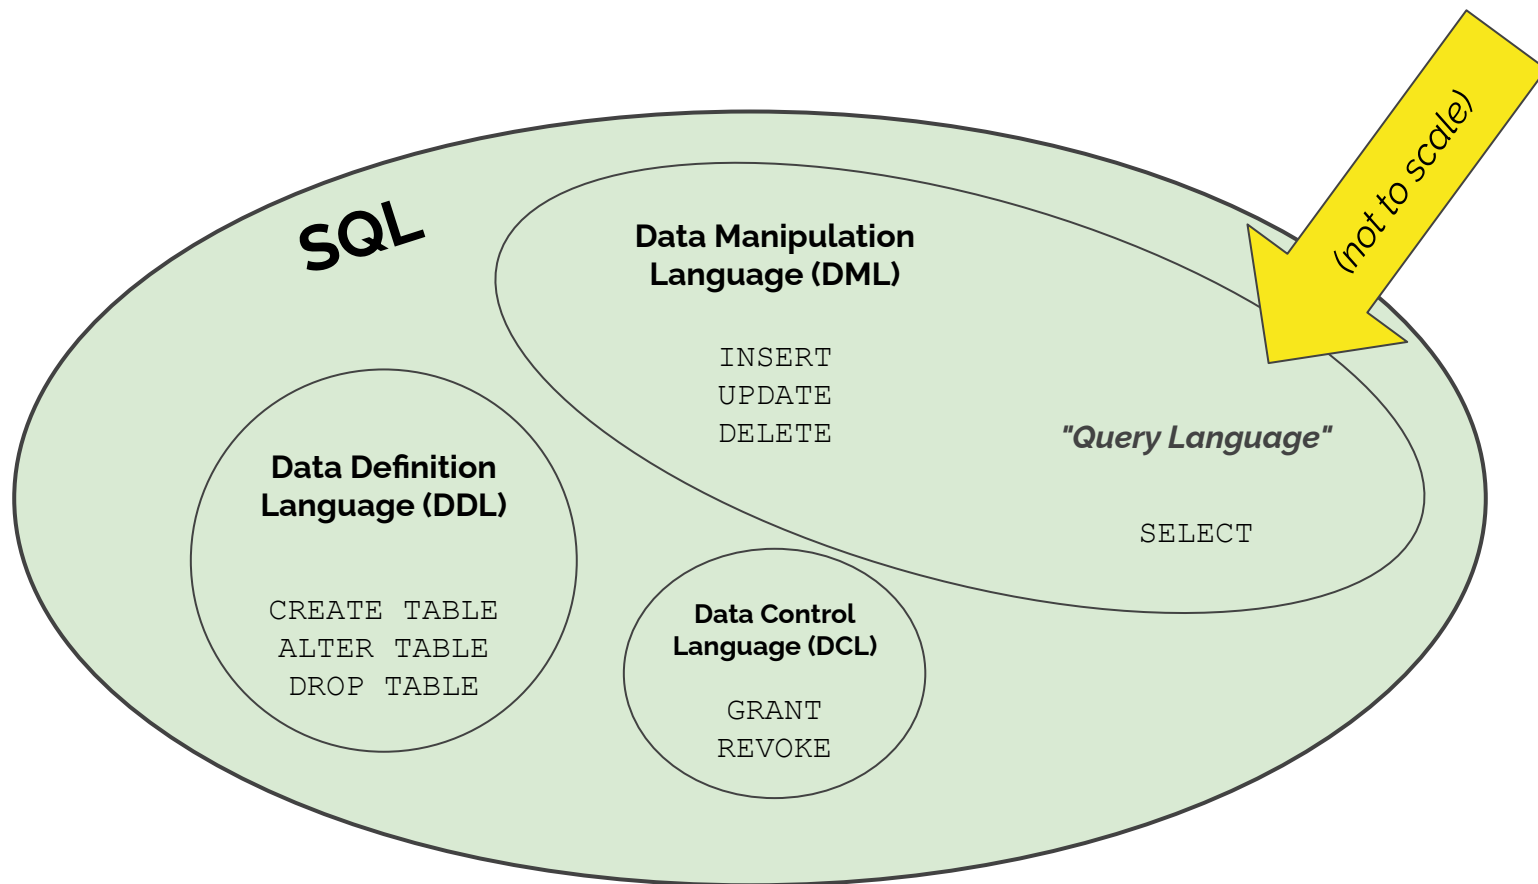 (not to scale)
SQL
Data Manipulation
Language (DML)
INSERT
UPDATE
DELETE
"Query Language"
SELECT
Data Definition
Language (DDL)
CREATE TABLE
ALTER TABLE
DROP TABLE
Data Control
Language (DCL)
GRANT
REVOKE